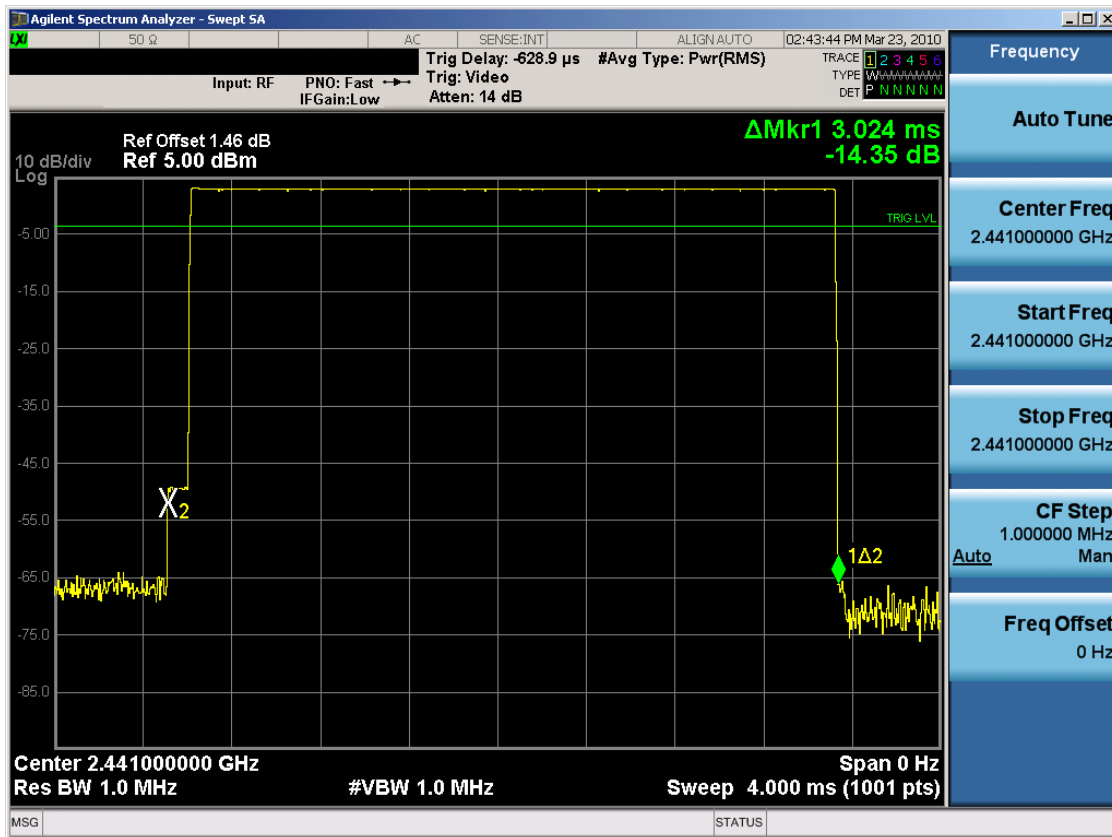 Agilent Spectrum Analyzer - Swept SA
LXI 50 Ω AC SENSE:INT ALIGN AUTO 02:43:44 PM Mar 23, 2010
Trig Delay: -628.9 µs #Avg Type: Pwr(RMS) TRACE 1 2 3 4 5 6
Input: RF PNO: Fast Trig: Video TYPE W
IFGain:Low Atten: 14 dB DET P N N N N N
Frequency
Auto Tune
Center Freq
2.441000000 GHz
Start Freq
2.441000000 GHz
Stop Freq
2.441000000 GHz
CF Step
1.000000 MHz
Auto Man
Freq Offset
0 Hz
ΔMkr1 3.024 ms
-14.35 dB
Ref Offset 1.46 dB
10 dB/div Ref 5.00 dBm
Log
TRIG LVL
-5.00
-15.0
-25.0
-35.0
-45.0
X2
-55.0
1Δ2
-65.0
-75.0
-85.0
Center 2.441000000 GHz Span 0 Hz
Res BW 1.0 MHz #VBW 1.0 MHz Sweep 4.000 ms (1001 pts)
MSG STATUS